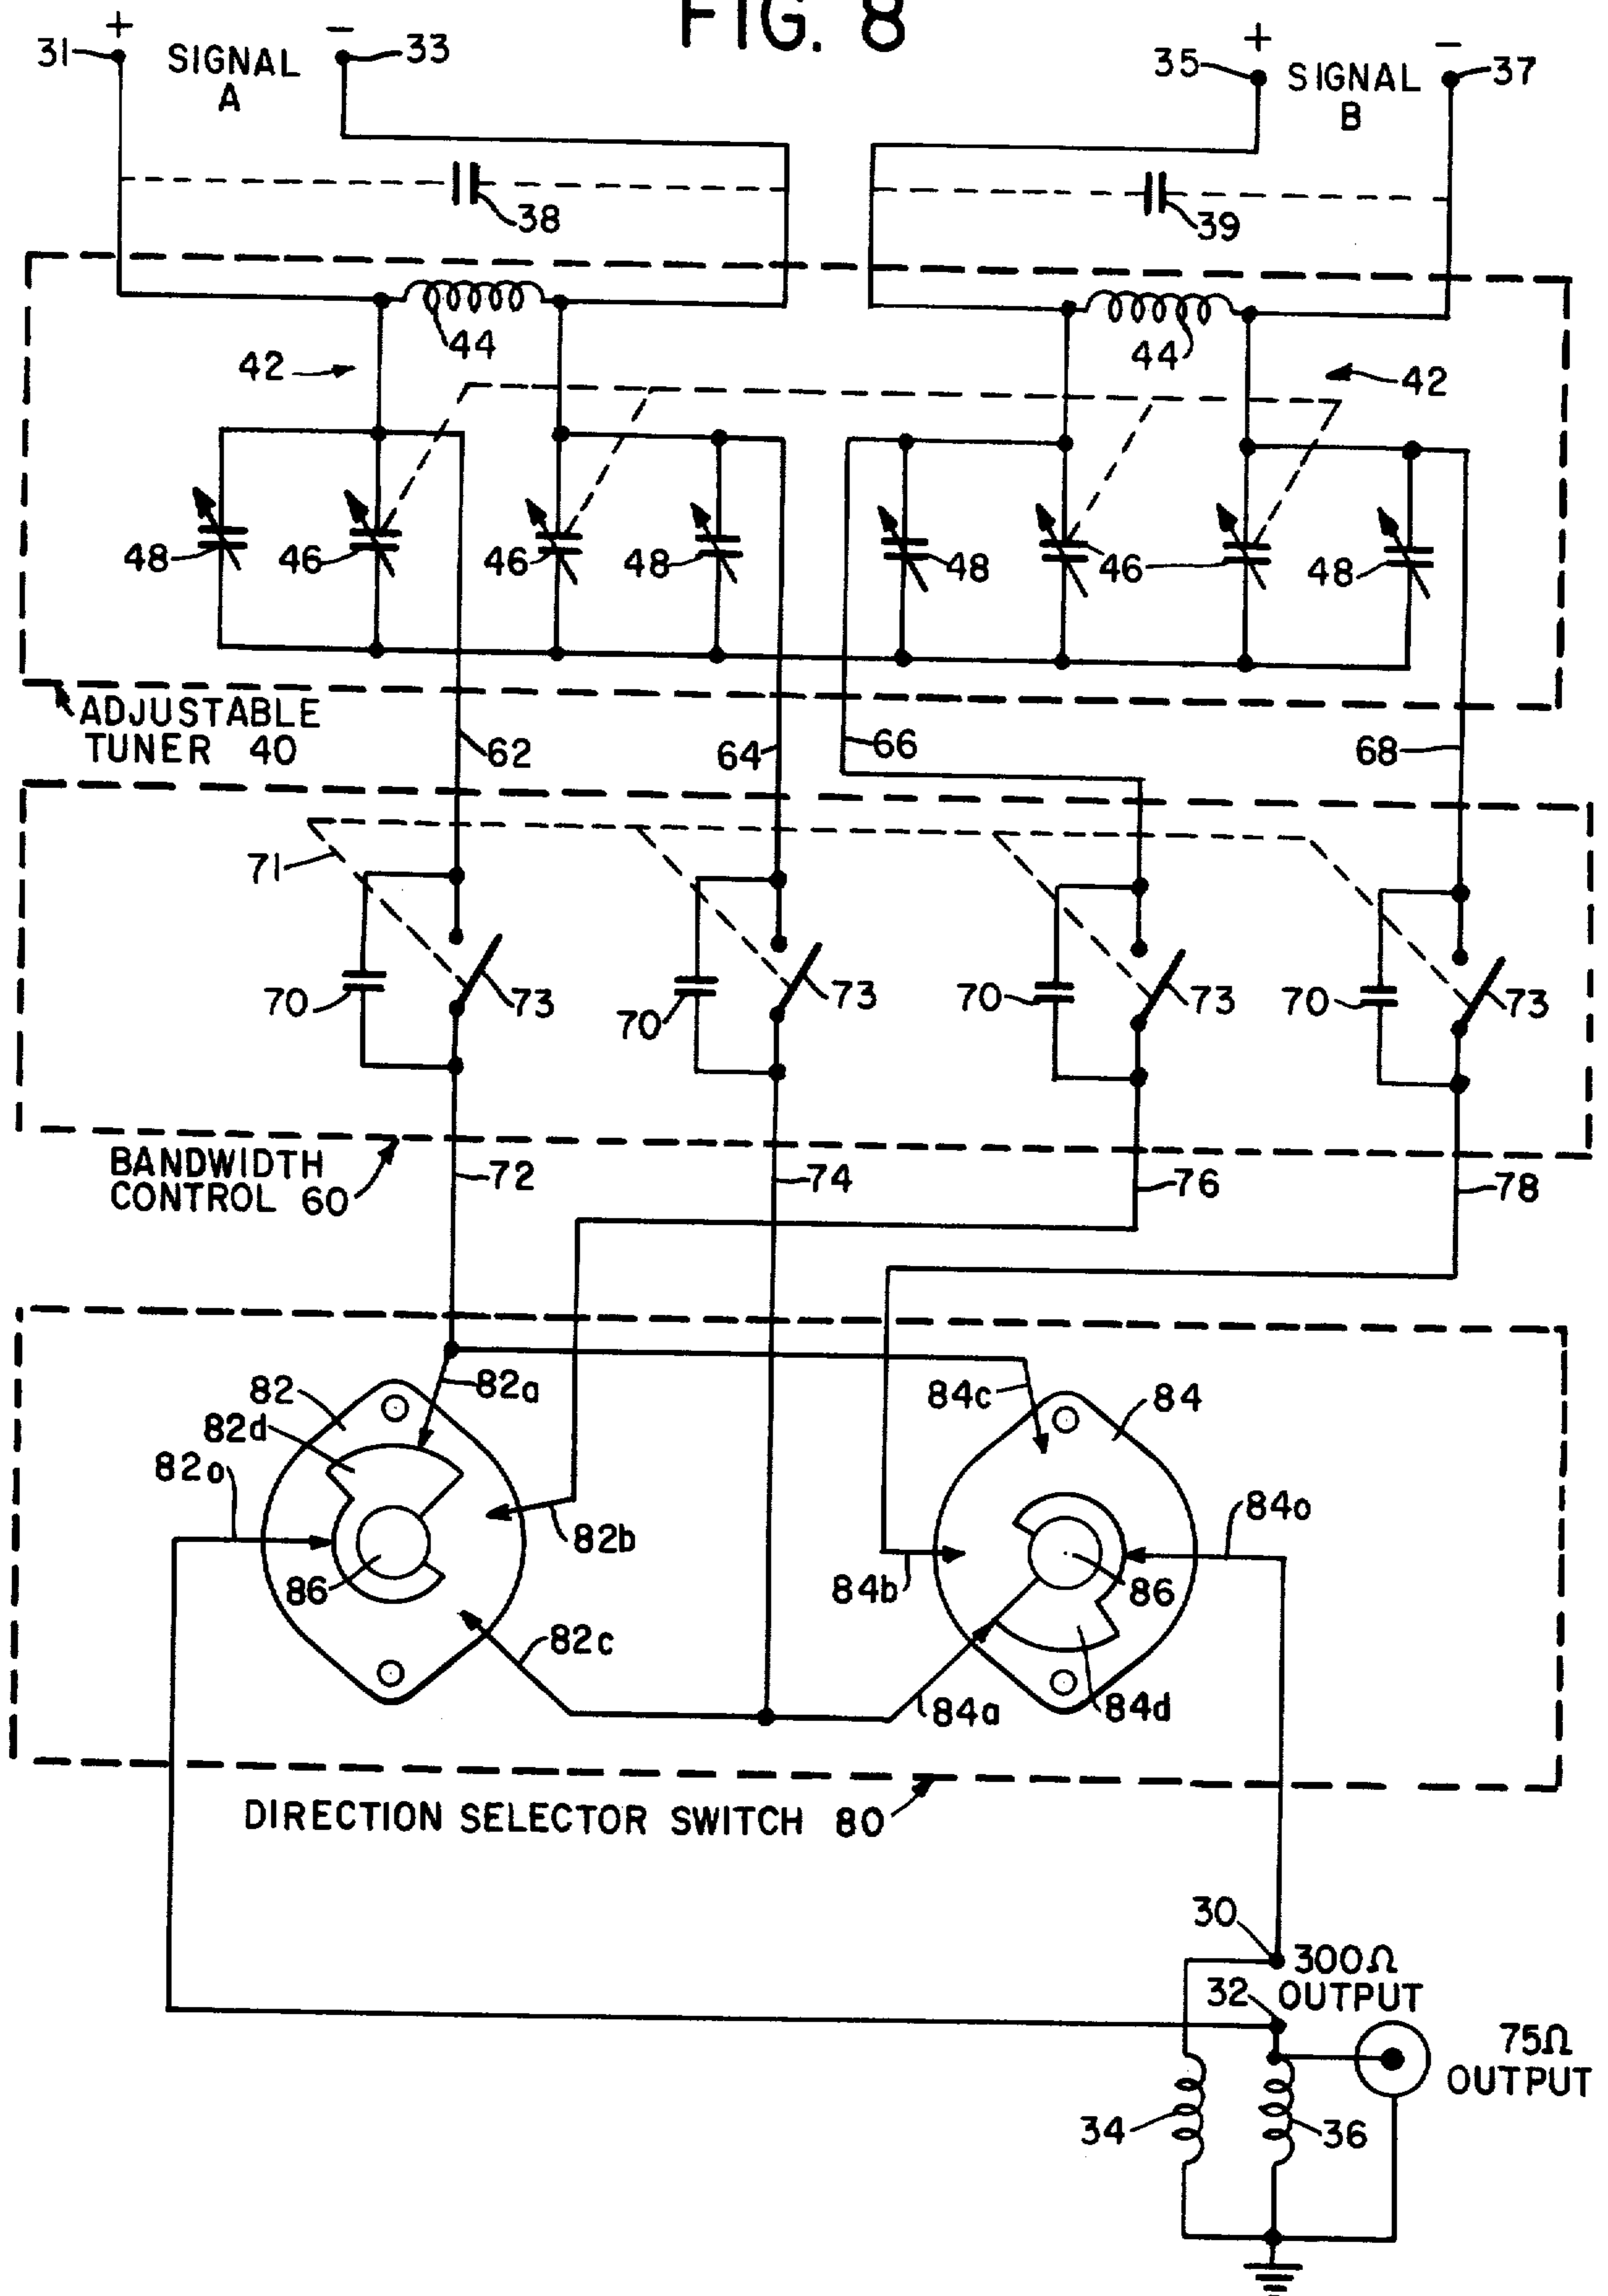 FIG. 8
+ - + -
31 SIGNAL A 33 35 SIGNAL B 37
38 39
44 44
42 42
48 46 46 48 48 46 48
ADJUSTABLE
TUNER 40
62 64 66 68
71
70 73 70 73 70 73 70 73
BANDWIDTH
CONTROL 60
72 74 76 78
82 82a 84c 84
82d
82o 84o
82b 84b
86 86
82c
84a 84d
DIRECTION SELECTOR SWITCH 80
30 300Ω
32 OUTPUT
75Ω
OUTPUT
34 36